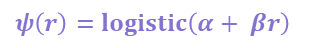 ψ(r) = logistic(α + βr)